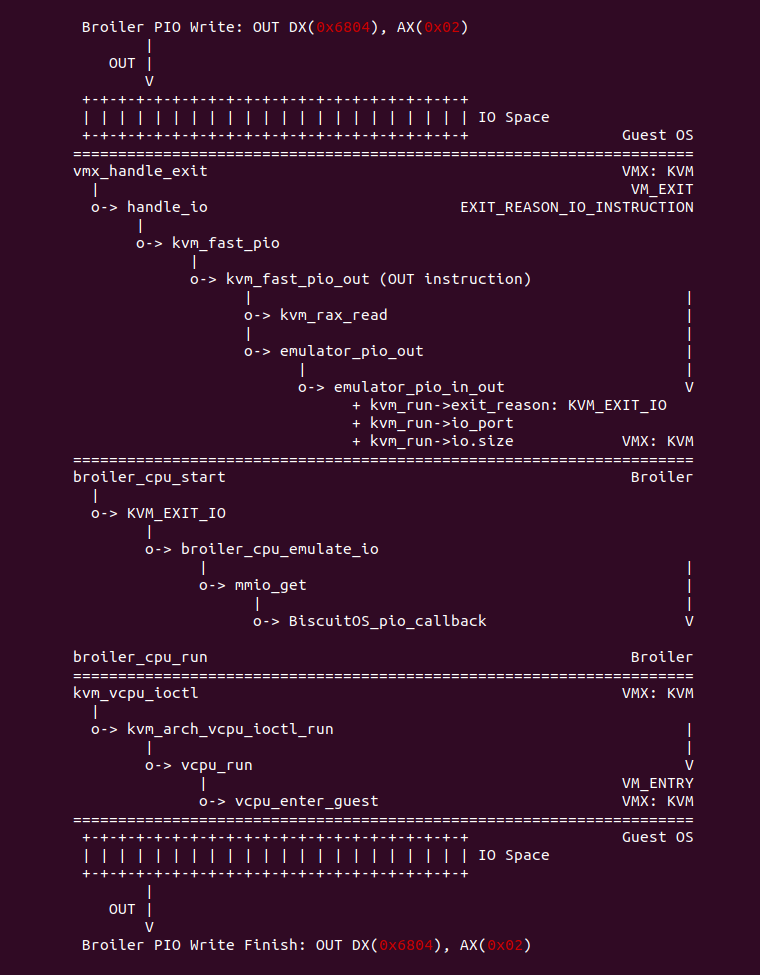 Broiler PIO Write: OUT DX(0x6804), AX(0x02)
|
OUT |
V
+-+-+-+-+-+-+-+-+-+-+-+-+-+-+-+-+-+-+-+-+-+
| | | | | | | | | | | | | | | | | | | | | | IO Space
+-+-+-+-+-+-+-+-+-+-+-+-+-+-+-+-+-+-+-+-+-+ Guest OS
=====================================================================
vmx_handle_exit VMX: KVM
| VM_EXIT
o-> handle_io EXIT_REASON_IO_INSTRUCTION
|
o-> kvm_fast_pio
|
o-> kvm_fast_pio_out (OUT instruction)
| |
o-> kvm_rax_read |
| |
o-> emulator_pio_out |
| |
o-> emulator_pio_in_out V
+ kvm_run->exit_reason: KVM_EXIT_IO
+ kvm_run->io_port
+ kvm_run->io.size VMX: KVM
=====================================================================
broiler_cpu_start Broiler
|
o-> KVM_EXIT_IO
|
o-> broiler_cpu_emulate_io
| |
o-> mmio_get |
| |
o-> BiscuitOS_pio_callback V
broiler_cpu_run Broiler
=====================================================================
kvm_vcpu_ioctl VMX: KVM
|
o-> kvm_arch_vcpu_ioctl_run |
| |
o-> vcpu_run V
| VM_ENTRY
o-> vcpu_enter_guest VMX: KVM
=====================================================================
+-+-+-+-+-+-+-+-+-+-+-+-+-+-+-+-+-+-+-+-+-+ Guest OS
| | | | | | | | | | | | | | | | | | | | | | IO Space
+-+-+-+-+-+-+-+-+-+-+-+-+-+-+-+-+-+-+-+-+-+
|
OUT |
V
Broiler PIO Write Finish: OUT DX(0x6804), AX(0x02)